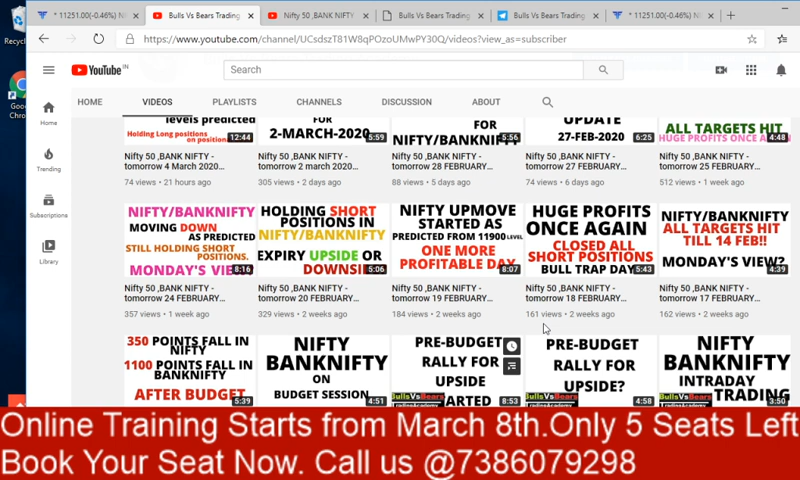 * 11251.00(-0.46%) N
Bulls Vs Bears Trading
Nifty 50 ,BANK NIFTY
Bulls Vs Bears Trading
Bulls Vs Bears Trading
* 11251.00(-0.46%) N
https://www.youtube.com/channel/UCsdszT81W8qPOzoUMwPY30Q/videos?view_as=subscriber
YouTube IN
Search
HOME
VIDEOS
PLAYLISTS
CHANNELS
DISCUSSION
ABOUT
Home
Trending
Subscriptions
Library
levels predicted
Holding Long positions
12:44
FOR
2-MARCH-2020
5:59
FOR
NIFTY/BANKNIFTY
5:56
UPDATE
27-FEB-2020
6:25
ALL TARGETS HIT
HUGE PROFITS ONCE
4:48
Nifty 50 ,BANK NIFTY -
tomorrow 4 March 2020...
74 views • 21 hours ago
Nifty 50 ,BANK NIFTY -
tomorrow 2 march 2020...
305 views • 2 days ago
Nifty 50 ,BANK NIFTY -
tomorrow 28 FEBRUARY...
88 views • 5 days ago
Nifty 50 ,BANK NIFTY -
tomorrow 27 FEBRUARY...
74 views • 6 days ago
Nifty 50 ,BANK NIFTY -
tomorrow 25 FEBRUARY...
512 views • 1 week ago
NIFTY/BANKNIFTY
MOVING DOWN
AS PREDICTED
STILL HOLDING SHORT
POSITIONS.
MONDAY'S VIEW
8:16
HOLDING SHORT
POSITIONS IN
NIFTY/BANKNIFTY
EXPIRY UPSIDE OR
DOWNSI
5:06
NIFTY UPMOVE
STARTED AS
PREDICTED FROM 11900 LEVEL
ONE MORE
PROFITABLE DAY
8:07
HUGE PROFITS
ONCE AGAIN
CLOSED ALL
SHORT POSITIONS
BULL TRAP DAY
5:43
NIFTY/BANKNIFTY
ALL TARGETS HIT
TILL 14 FEB!!
MONDAY'S VIEW?
4:39
Nifty 50 ,BANK NIFTY -
tomorrow 24 FEBRUARY...
357 views • 1 week ago
Nifty 50 ,BANK NIFTY -
tomorrow 20 FEBRUARY...
329 views • 2 weeks ago
Nifty 50 ,BANK NIFTY -
tomorrow 19 FEBRUARY...
184 views • 2 weeks ago
Nifty 50 ,BANK NIFTY -
tomorrow 18 FEBRUARY...
161 views • 2 weeks ago
Nifty 50 ,BANK NIFTY -
tomorrow 17 FEBRUARY...
162 views • 2 weeks ago
350 POINTS FALL IN
NIFTY
1100 POINTS FALL IN
BANKNIFTY
AFTER BUDGET
5:39
NIFTY
BANKNIFTY
ON
BUDGET SESSION
4:51
PRE-BUDGET
RALLY FOR
UPSIDE
ARTED
BullsVsBears
8:53
PRE-BUDGET
RALLY FOR
UPSIDE?
BullsVsBears
4:58
NIFTY
BANKNIFTY
INTRADAY
TRADING
BullsVsBears
3:50
Online Training Starts from March 8th.Only 5 Seats Left
Book Your Seat Now. Call us @7386079298